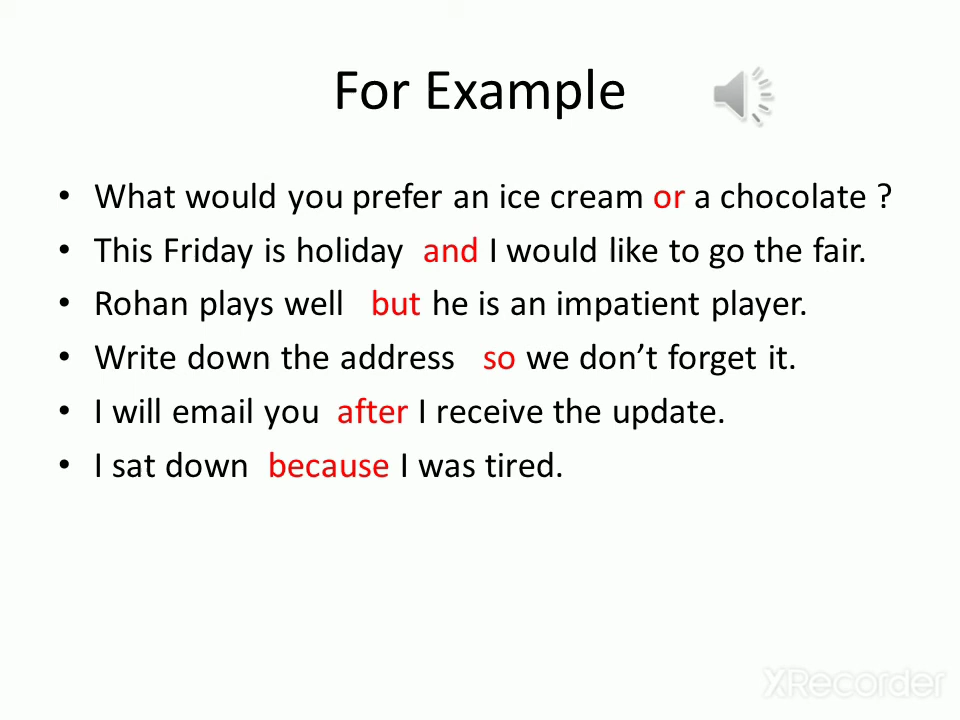 For Example
• What would you prefer an ice cream or a chocolate ?
• This Friday is holiday and I would like to go the fair.
• Rohan plays well but he is an impatient player.
• Write down the address so we don’t forget it.
• I will email you after I receive the update.
• I sat down because I was tired.
XRecorder